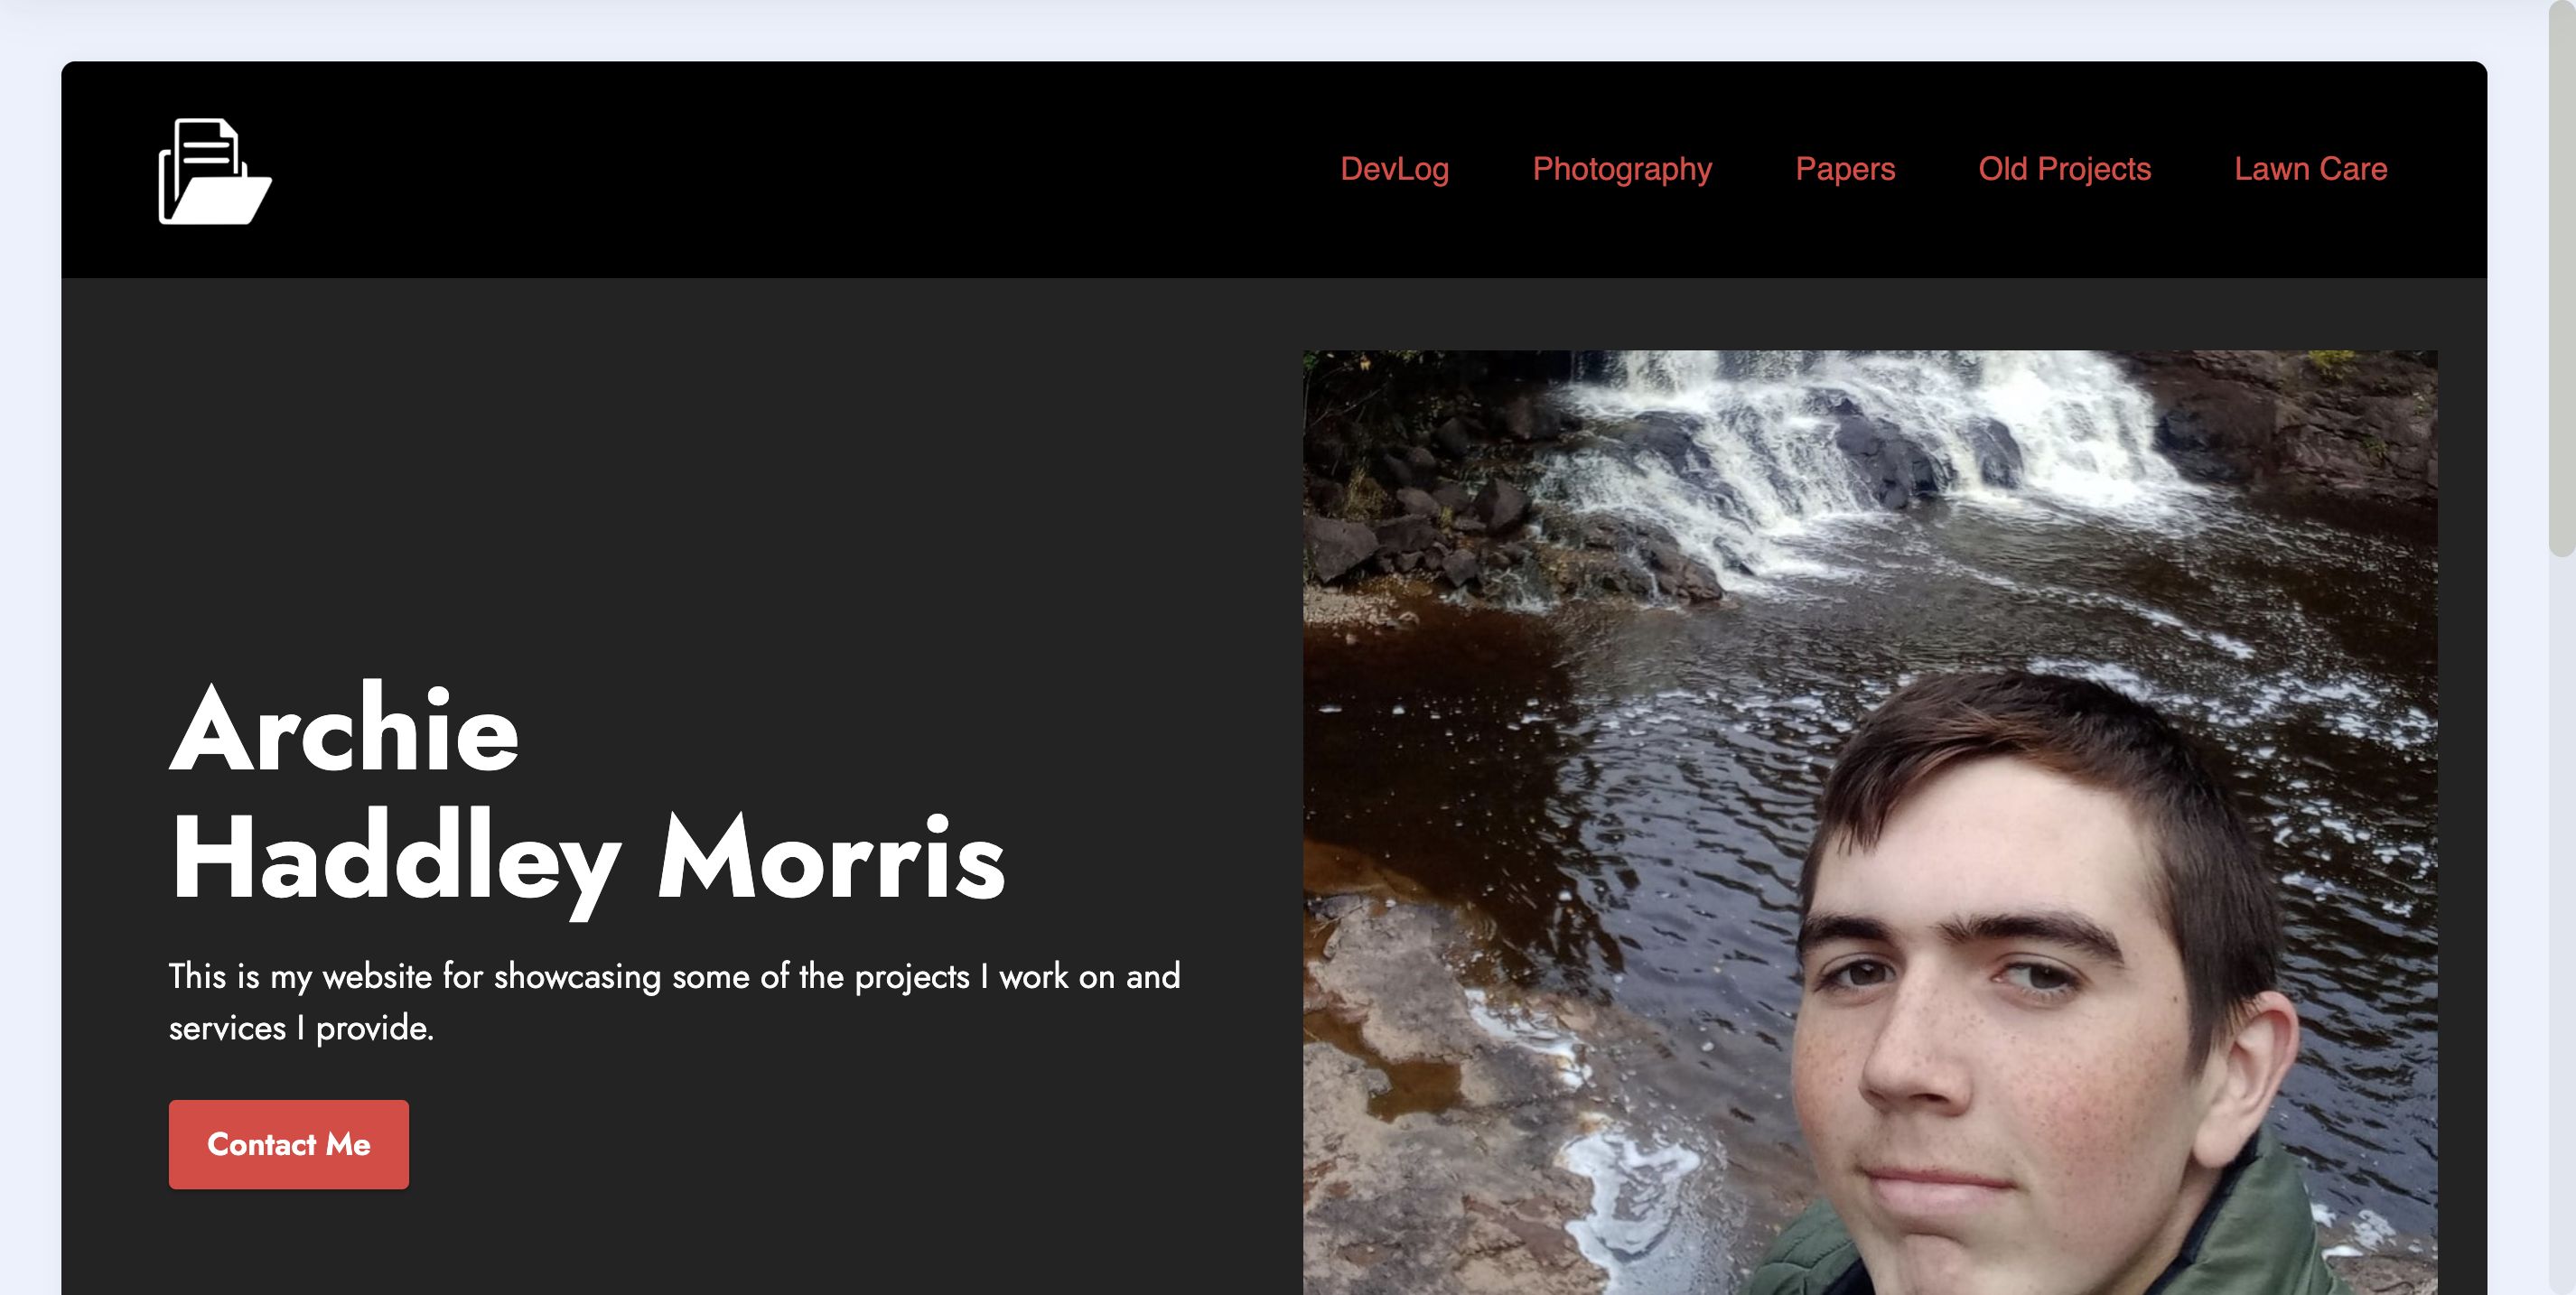 DevLog
Photography
Papers
Old Projects
Lawn Care
Archie
Haddley Morris
This is my website for showcasing some of the projects I work on and
services I provide.
Contact Me